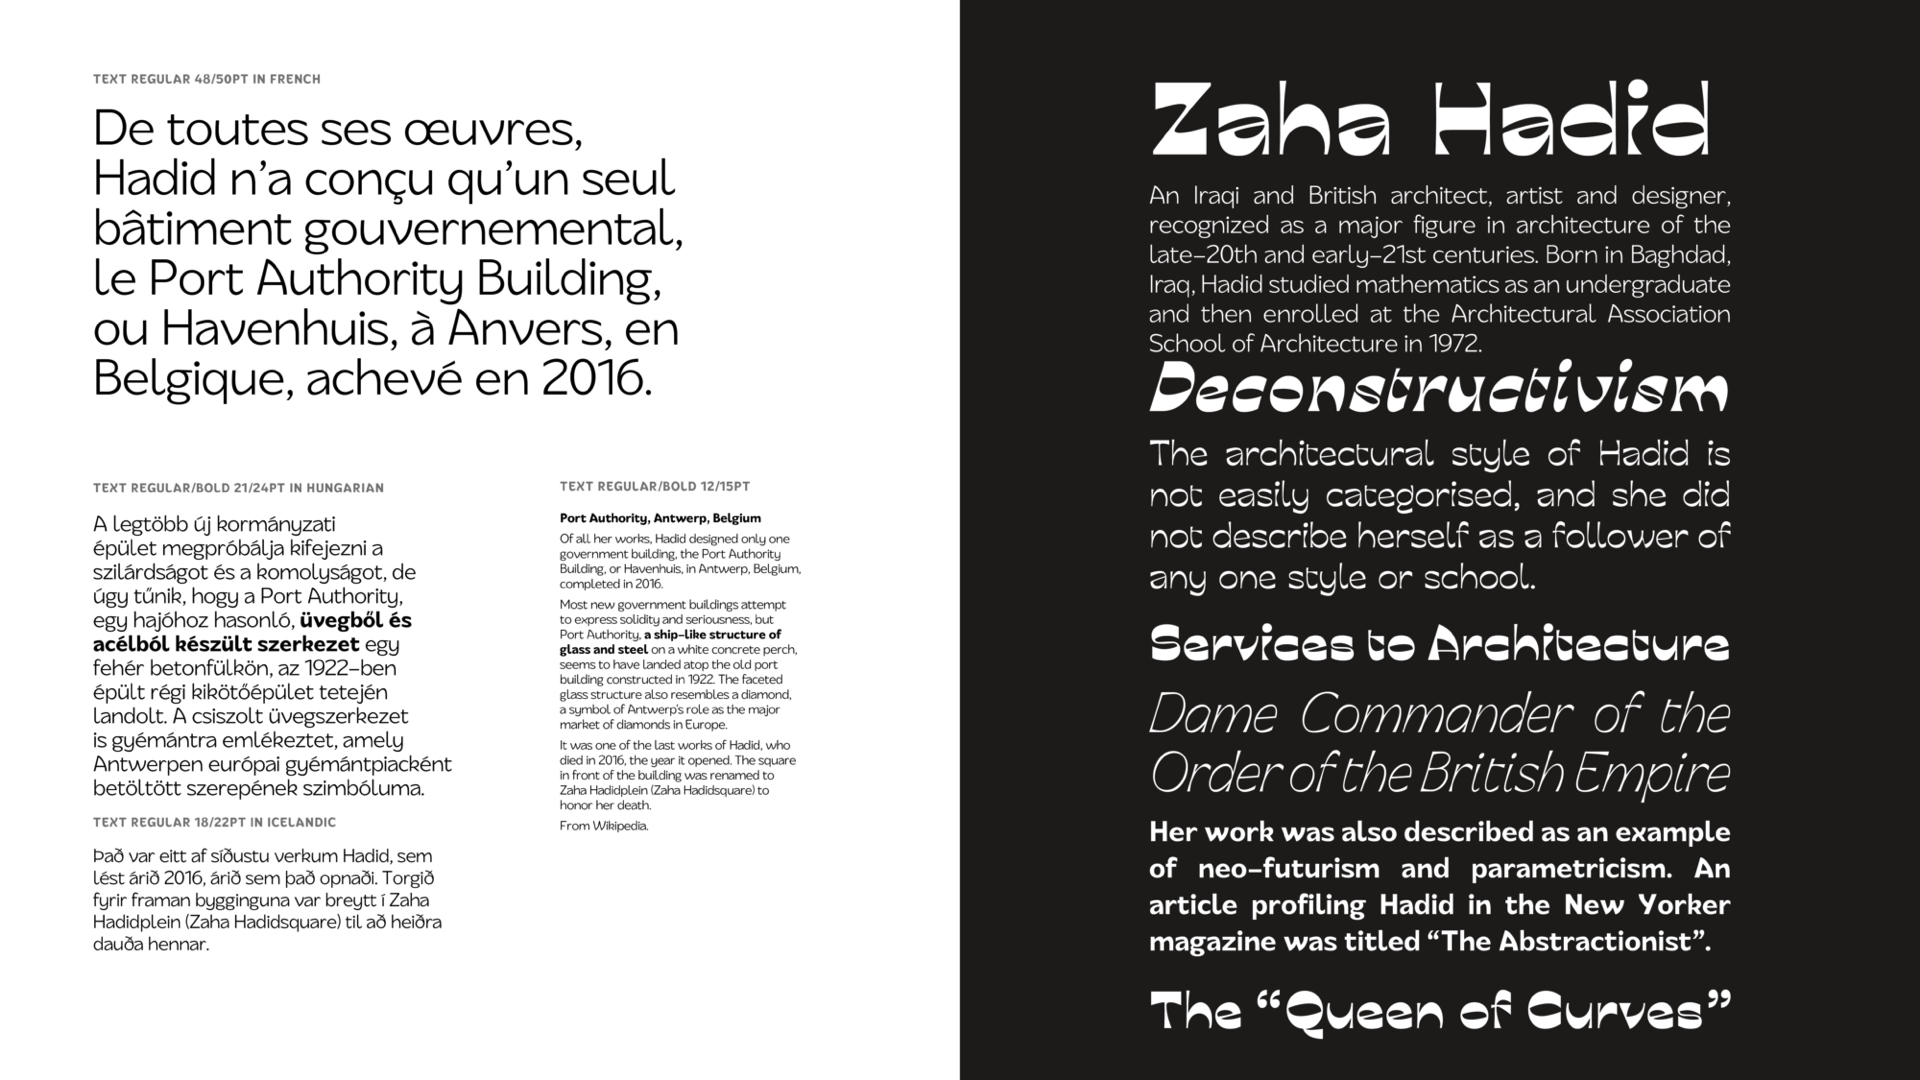 TEXT REGULAR 48/50PT IN FRENCH
De toutes ses œuvres,
Hadid n’a conçu qu’un seul
bâtiment gouvernemental,
le Port Authority Building,
ou Havenhuis, à Anvers, en
Belgique, achevé en 2016.
TEXT REGULAR/BOLD 21/24PT IN HUNGARIAN
A legtöbb új kormányzati
épület megpróbálja kifejezni a
szilárdságot és a komolyságot, de
úgy tűnik, hogy a Port Authority,
egy hajóhoz hasonló, üvegből és
acélból készült szerkezet egy
fehér betonfülkön, az 1922–ben
épült régi kikötőépület tetején
landolt. A csiszolt üvegszerkezet
is gyémántra emlékeztet, amely
Antwerpen európai gyémántpiacként
betöltött szerepének szimbóluma.
TEXT REGULAR 18/22PT IN ICELANDIC
Það var eitt af síðustu verkum Hadid, sem
lést árið 2016, árið sem það opnaði. Torgið
fyrir framan bygginguna var breytt í Zaha
Hadidplein (Zaha Hadidsquare) til að heiðra
dauða hennar.
TEXT REGULAR/BOLD 12/15PT
Port Authority, Antwerp, Belgium
Of all her works, Hadid designed only one
government building, the Port Authority
Building, or Havenhuis, in Antwerp, Belgium,
completed in 2016.
Most new government buildings attempt
to express solidity and seriousness, but
Port Authority, a ship–like structure of
glass and steel on a white concrete perch,
seems to have landed atop the old port
building constructed in 1922. The faceted
glass structure also resembles a diamond,
a symbol of Antwerp’s role as the major
market of diamonds in Europe.
It was one of the last works of Hadid, who
died in 2016, the year it opened. The square
in front of the building was renamed to
Zaha Hadidplein (Zaha Hadidsquare) to
honor her death.
From Wikipedia.
Zaha Hadid
An Iraqi and British architect, artist and designer,
recognized as a major figure in architecture of the
late–20th and early–21st centuries. Born in Baghdad,
Iraq, Hadid studied mathematics as an undergraduate
and then enrolled at the Architectural Association
School of Architecture in 1972.
Deconstructivism
The architectural style of Hadid is
not easily categorised, and she did
not describe herself as a follower of
any one style or school.
Services to Architecture
Dame Commander of the
Order of the British Empire
Her work was also described as an example
of neo–futurism and parametricism. An
article profiling Hadid in the New Yorker
magazine was titled “The Abstractionist”.
The “Queen of Curves”